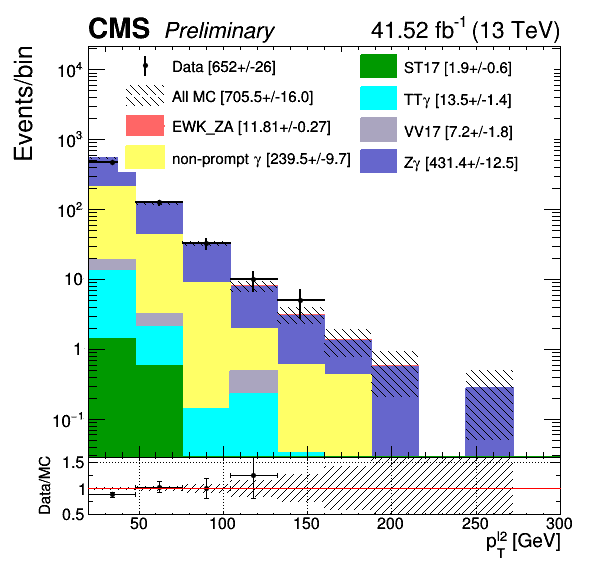 CMS Preliminary 41.52 fb⁻¹ (13 TeV)
Events/bin
10⁴
10³
10²
10
1
10⁻¹
Data [652+/-26]
All MC [705.5+/-16.0]
EWK_ZA [11.81+/-0.27]
non-prompt γ [239.5+/-9.7]
ST17 [1.9+/-0.6]
TTγ [13.5+/-1.4]
VV17 [7.2+/-1.8]
Zγ [431.4+/-12.5]
Data/MC
1.5
1
0.5
50 100 150 200 250 300
p_T^l2 [GeV]